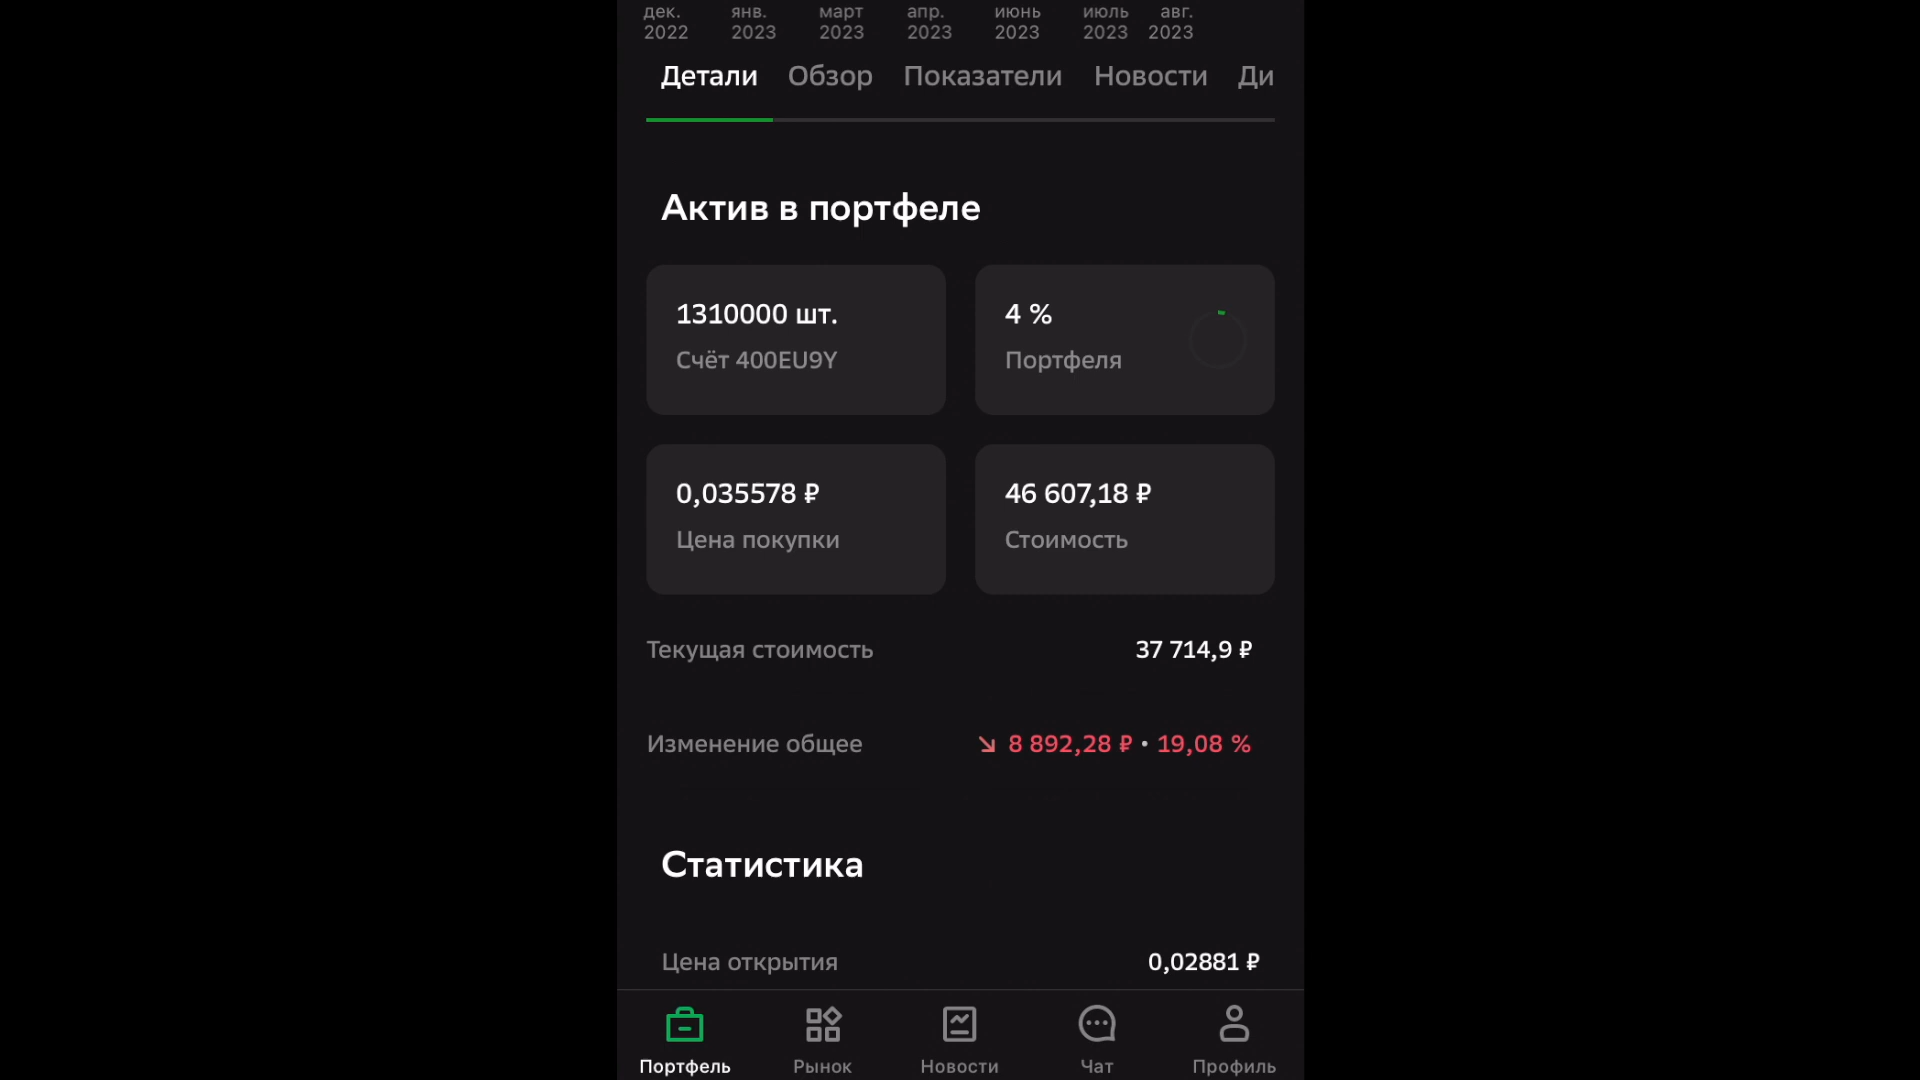 дек. янв. март апр. июнь июль авг.
2022 2023 2023 2023 2023 2023 2023
Детали Обзор Показатели Новости Ди
Актив в портфеле
1310000 шт. 4 %
Счёт 400EU9Y Портфеля
0,035578 ₽ 46 607,18 ₽
Цена покупки Стоимость
Текущая стоимость 37 714,9 ₽
Изменение общее ↘ 8 892,28 ₽ • 19,08 %
Статистика
Цена открытия 0,02881 ₽
Портфель Рынок Новости Чат Профиль